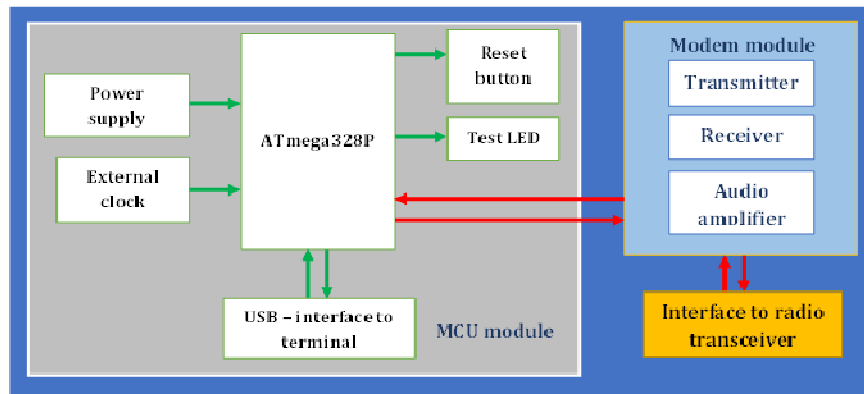 Power
supply
External
clock
ATmega328P
Reset
button
Test LED
USB – interface to
terminal
MCU module
Modem module
Transmitter
Receiver
Audio
amplifier
Interface to radio
transceiver